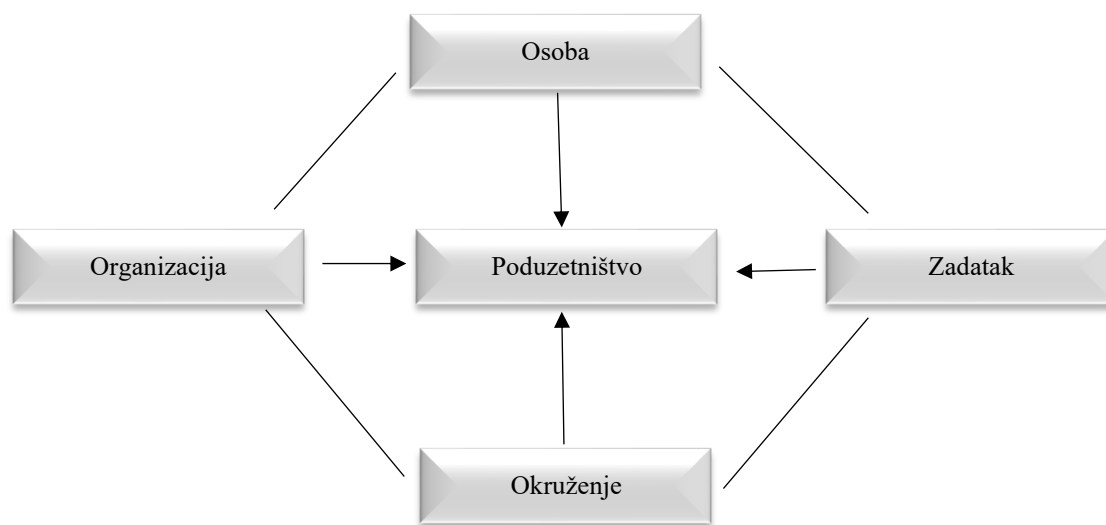 Osoba
Organizacija
Poduzetništvo
Zadatak
Okruženje